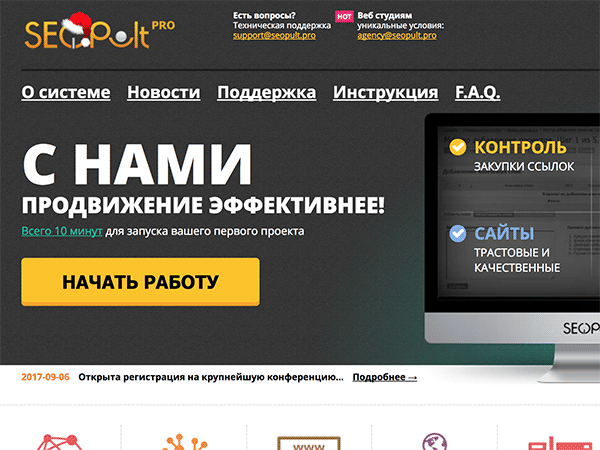 SEOPult PRO
Есть вопросы?
Техническая поддержка
support@seopult.pro
HOT
Веб студиям
уникальные условия:
agency@seopult.pro
О системе Новости Поддержка Инструкция F.A.Q.
С НАМИ
ПРОДВИЖЕНИЕ ЭФФЕКТИВНЕЕ!
Всего 10 минут для запуска вашего первого проекта
НАЧАТЬ РАБОТУ
КОНТРОЛЬ
ЗАКУПКИ ССЫЛОК
САЙТЫ
ТРАСТОВЫЕ И
КАЧЕСТВЕННЫЕ
SEOP
2017-09-06 Открыта регистрация на крупнейшую конференцию... Подробнее →
www